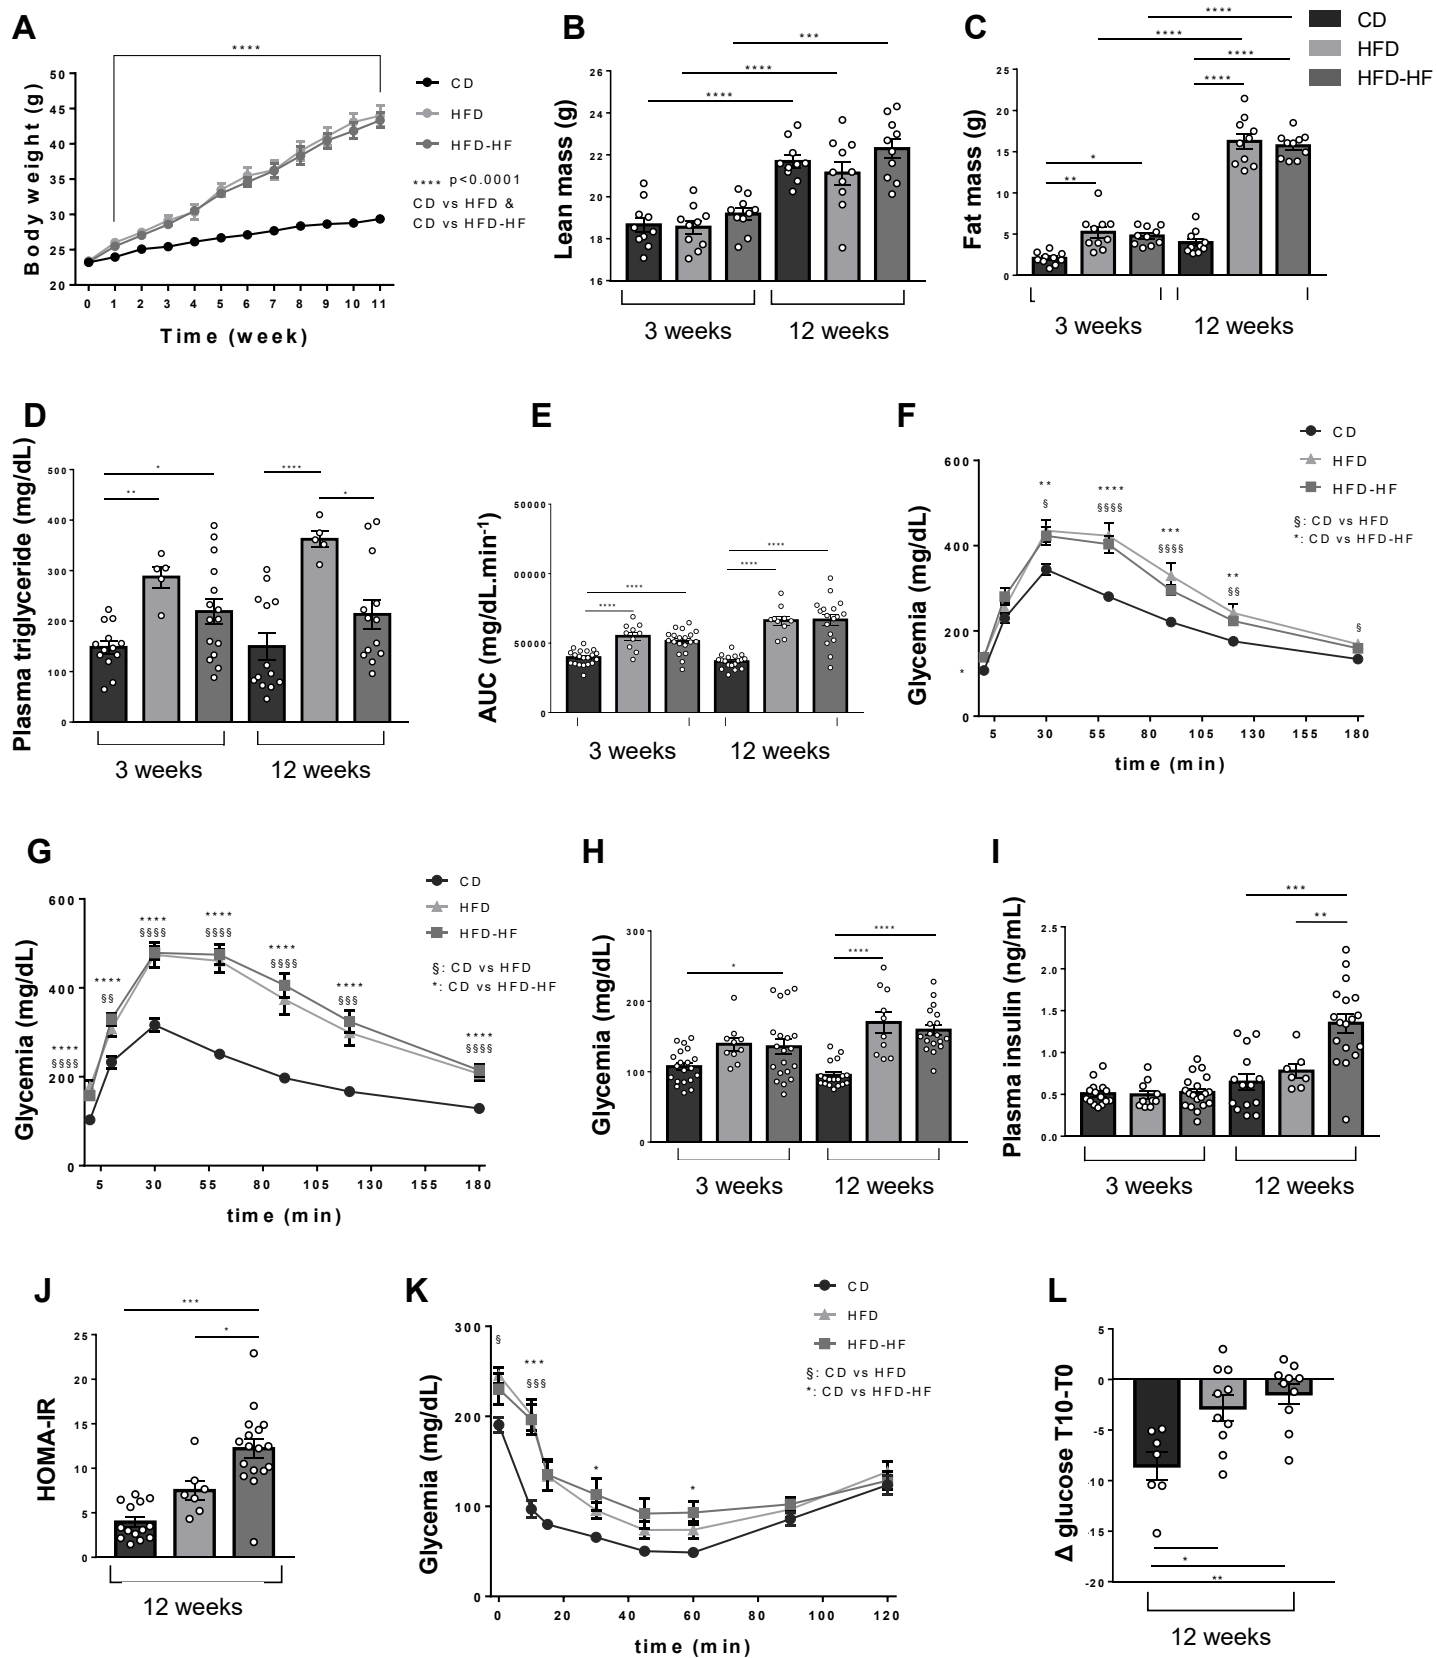 A
****
Body weight (g)
50
45
40
35
30
25
20
0 1 2 3 4 5 6 7 8 9 10 11
Time (week)
CD
HFD
HFD-HF
**** p<0.0001
CD vs HFD &
CD vs HFD-HF
B
***
****
****
Lean mass (g)
26
24
22
20
18
16
3 weeks
12 weeks
C
****
****
****
****
*
**
Fat mass (g)
25
20
15
10
5
0
3 weeks
12 weeks
CD
HFD
HFD-HF
D
*
**
****
*
Plasma triglyceride (mg/dL)
500
400
300
200
100
0
3 weeks
12 weeks
E
****
****
****
****
AUC (mg/dL.min-1)
50000
00000
50000
0
3 weeks
12 weeks
F
CD
HFD
HFD-HF
§: CD vs HFD
*: CD vs HFD-HF
Glycemia (mg/dL)
600
400
200
0
*
**
§
****
§§§§
***
§§§§
**
§§
§
5 30 55 80 105 130 155 180
time (min)
G
CD
HFD
HFD-HF
§: CD vs HFD
*: CD vs HFD-HF
Glycemia (mg/dL)
600
400
200
0
****
§§§§
****
§§
****
§§§§
****
§§§§
****
§§§§
****
§§§
****
§§§§
5 30 55 80 105 130 155 180
time (min)
H
*
****
****
Glycemia (mg/dL)
300
200
100
0
3 weeks
12 weeks
I
***
**
Plasma insulin (ng/mL)
2.5
2.0
1.5
1.0
0.5
0.0
3 weeks
12 weeks
J
***
*
HOMA-IR
25
20
15
10
5
0
12 weeks
K
CD
HFD
HFD-HF
§: CD vs HFD
*: CD vs HFD-HF
Glycemia (mg/dL)
300
200
100
0
§
***
§§§
*
*
0 20 40 60 80 100 120
time (min)
L
Δ glucose T10-T0
5
0
-5
-10
-15
-20
*
**
12 weeks